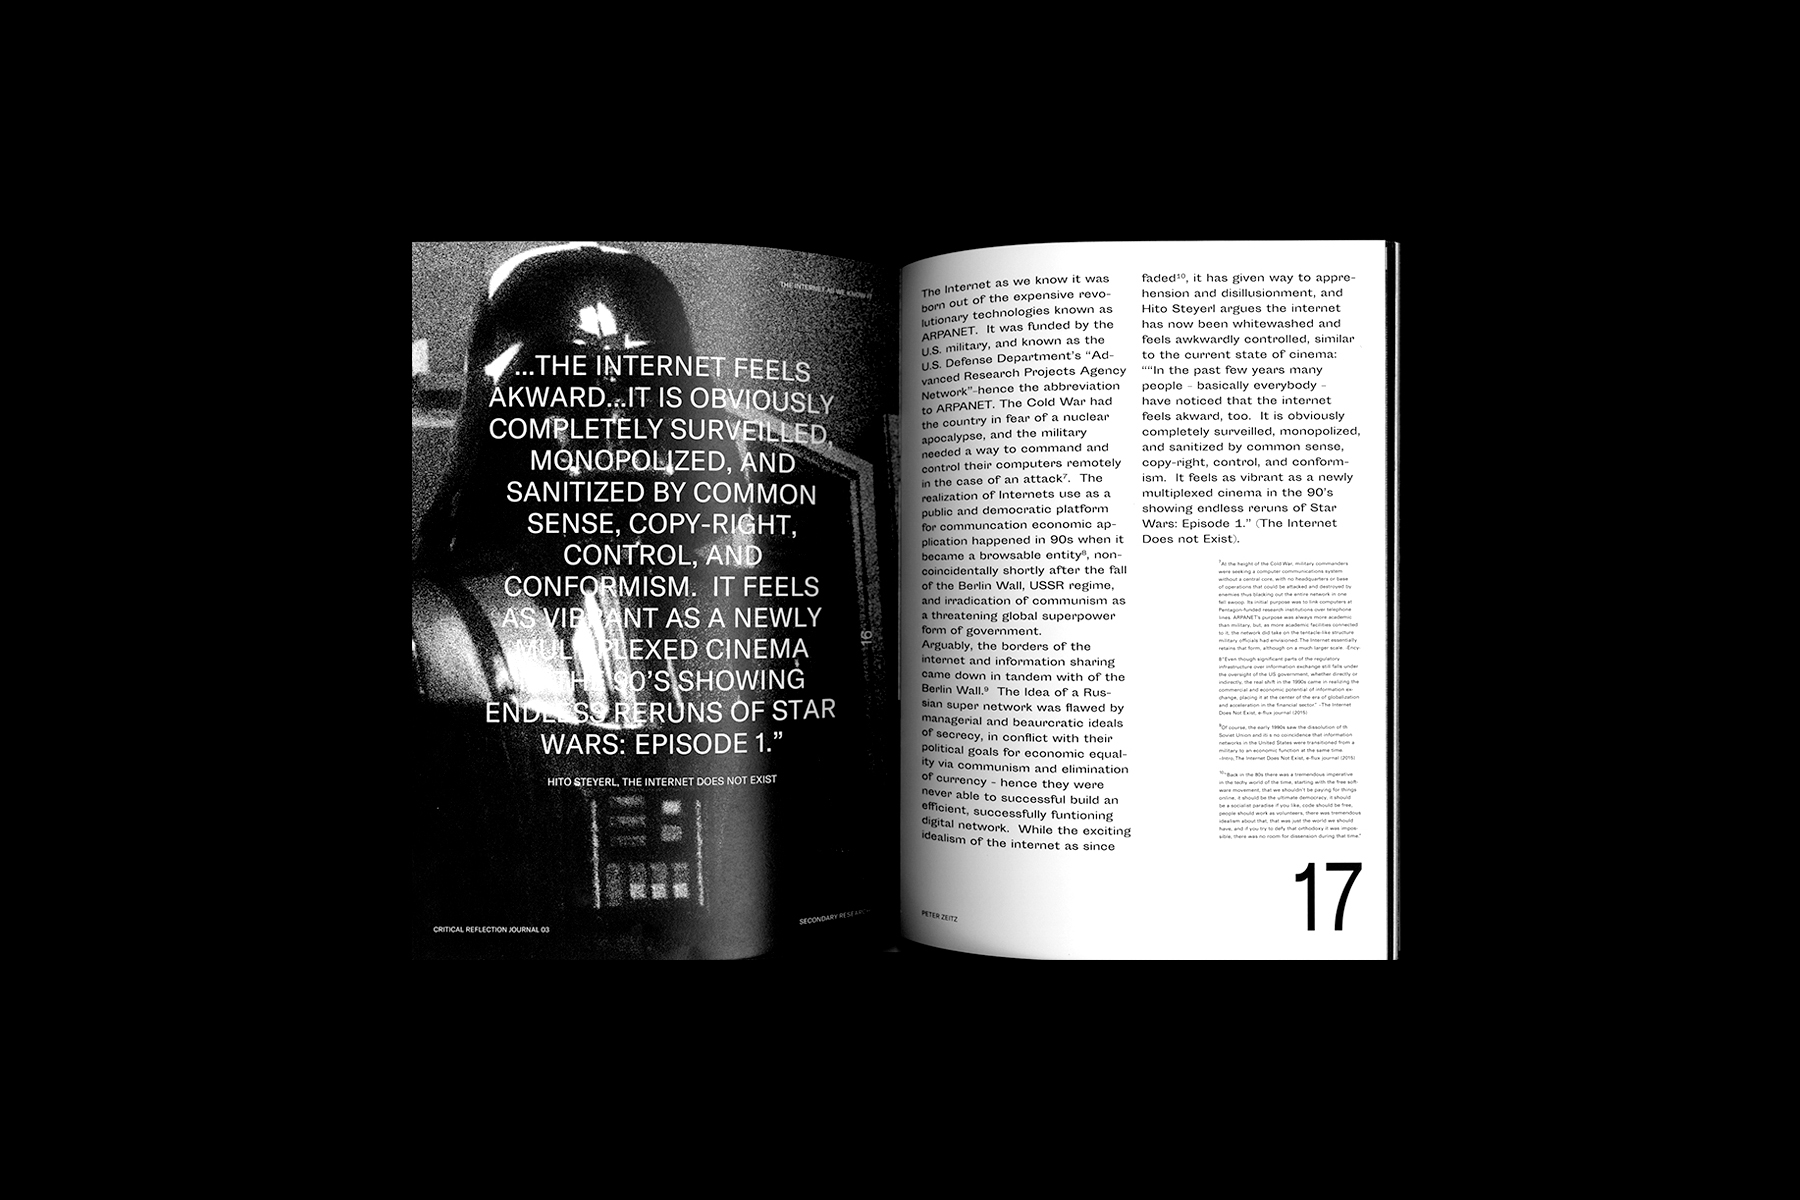 THE INTERNET AS WE KNOW IT
...THE INTERNET FEELS
AKWARD...IT IS OBVIOUSLY
COMPLETELY SURVEILLED,
MONOPOLIZED, AND
SANITIZED BY COMMON
SENSE, COPY-RIGHT,
CONTROL, AND
CONFORMISM.  IT FEELS
AS VIBRANT AS A NEWLY
MULTIPLEXED CINEMA
IN THE 90'S SHOWING
ENDLESS RERUNS OF STAR
WARS: EPISODE 1.”
HITO STEYERL, THE INTERNET DOES NOT EXIST
16
CRITICAL REFLECTION JOURNAL 03
SECONDARY RESEARCH
The Internet as we know it was
born out of the expensive revo-
lutionary technologies known as
ARPANET.  It was funded by the
U.S. military, and known as the
U.S. Defense Department's “Ad-
vanced Research Projects Agency
Network”-hence the abbreviation
to ARPANET. The Cold War had
the country in fear of a nuclear
apocalypse, and the military
needed a way to command and
control their computers remotely
in the case of an attack⁷.  The
realization of Internets use as a
public and democratic platform
for communcation economic ap-
plication happened in 90s when it
became a browsable entity⁸, non-
coincidentally shortly after the fall
of the Berlin Wall, USSR regime,
and irradication of communism as
a threatening global superpower
form of government.
Arguably, the borders of the
internet and information sharing
came down in tandem with of the
Berlin Wall.⁹  The Idea of a Rus-
sian super network was flawed by
managerial and beaurcratic ideals
of secrecy, in conflict with their
political goals for economic equal-
ity via communism and elimination
of currency - hence they were
never able to successful build an
efficient, successfully funtioning
digital network.  While the exciting
idealism of the internet as since
faded¹⁰, it has given way to appre-
hension and disillusionment, and
Hito Steyerl argues the internet
has now been whitewashed and
feels awkwardly controlled, similar
to the current state of cinema:
““In the past few years many
people - basically everybody -
have noticed that the internet
feels akward, too.  It is obviously
completely surveilled, monopolized,
and sanitized by common sense,
copy-right, control, and conform-
ism.  It feels as vibrant as a newly
multiplexed cinema in the 90's
showing endless reruns of Star
Wars: Episode 1.” (The Internet
Does not Exist).
⁷At the height of the Cold War, military commanders
were seeking a computer communications system
without a central core, with no headquarters or base
of operations that could be attacked and destroyed by
enemies thus blacking out the entire network in one
fell swoop. Its initial purpose was to link computers at
Pentagon-funded research institutions over telephone
lines. ARPANET's purpose was always more academic
than military, but, as more academic facilities connected
to it, the network did take on the tentacle-like structure
military officials had envisioned. The Internet essentially
retains that form, although on a much larger scale. -Ency-
8“Even though significant parts of the regulatory
infrastructure over information exchange still falls under
the oversight of the US government, whether directly or
indirectly, the real shift in the 1990s came in realizing the
commercial and economic potential of information ex-
change, placing it at the center of the era of globalization
and acceleration in the financial sector.” -The Internet
Does Not Exist, e-flux journal (2015)
⁹Of course, the early 1990s saw the dissolution of th
Soviet Union and iti s no coincidence that information
networks in the United States were transitioned from a
military to an economic function at the same time.
-Intro: The Internet Does Not Exist, e-flux journal (2015)
¹⁰“Back in the 80s there was a tremendous imperative
in the techy world of the time, starting with the free soft-
ware movement, that we shouldn't be paying for things
online, it should be the ultimate democracy, it should
be a socialist paradise if you like, code should be free,
people should work as volunteers, there was tremendous
idealism about that, that was just the world we should
have, and if you try to defy that orthodoxy it was impos-
sible, there was no room for dissension during that time.”
PETER ZEITZ
17